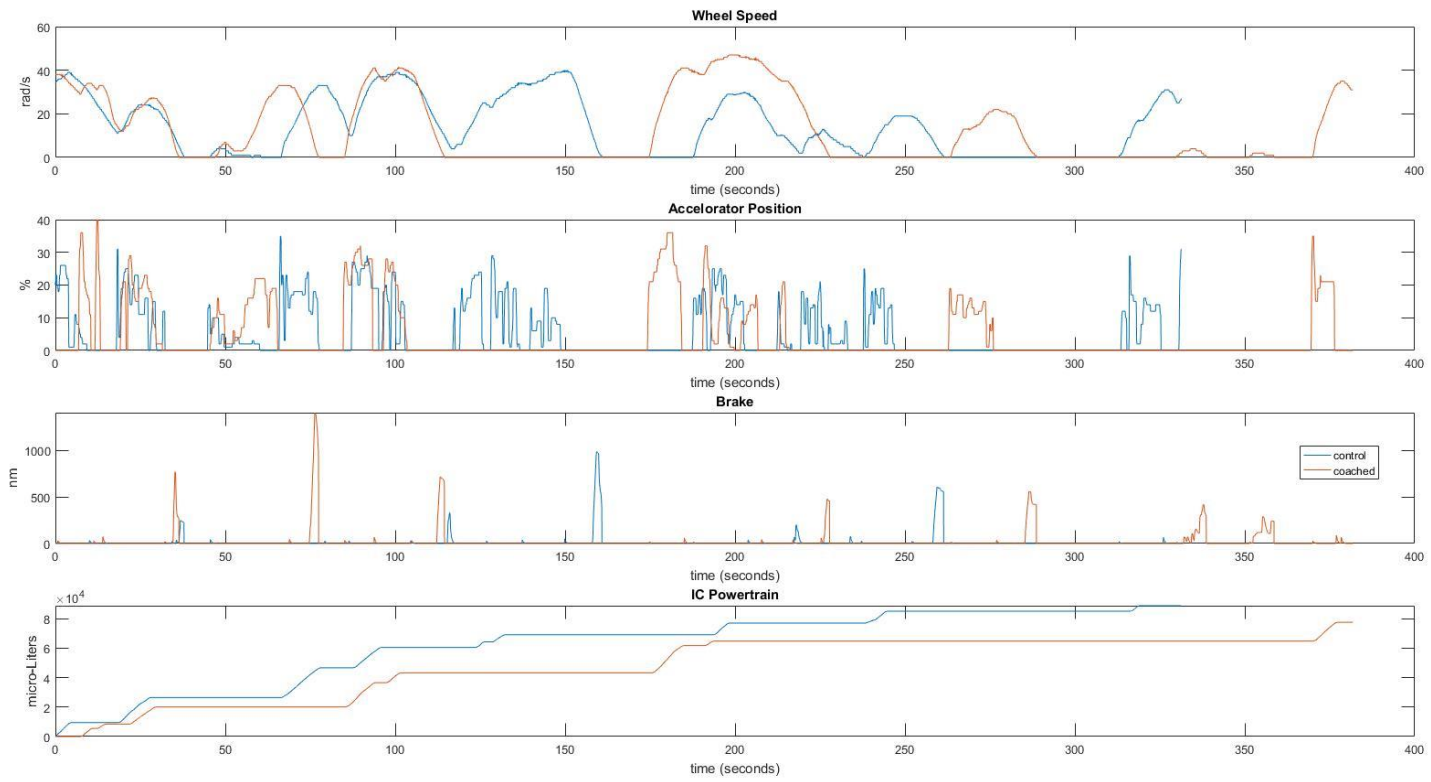 Wheel Speed
60
40
20
0
rad/s
0 50 100 150 200 250 300 350 400
time (seconds)
Accelorator Position
40
30
20
10
0
%
0 50 100 150 200 250 300 350 400
time (seconds)
Brake
1000
500
0
nm
control
coached
0 50 100 150 200 250 300 350 400
time (seconds)
×10⁴
IC Powertrain
8
6
4
2
0
micro-Liters
0 50 100 150 200 250 300 350 400
time (seconds)